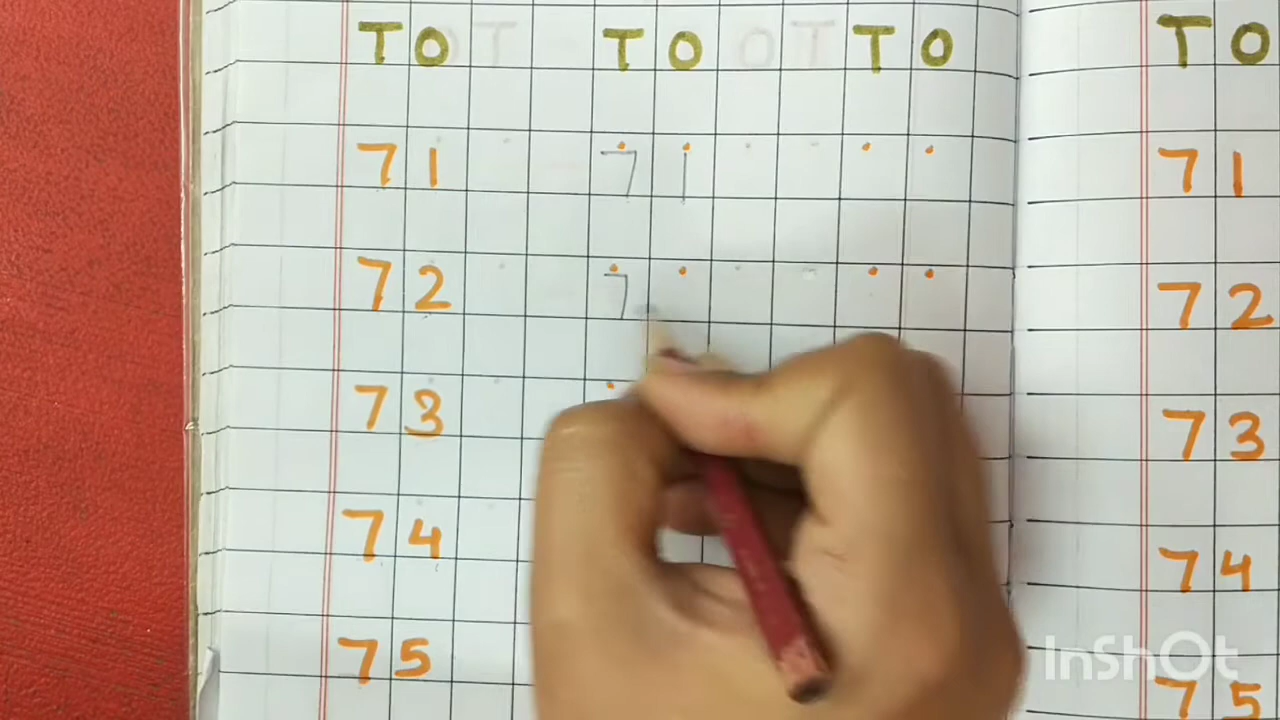 T O T O T O T O
71 71 71
72 7 72
73 73
74 74
75 75
InShOt